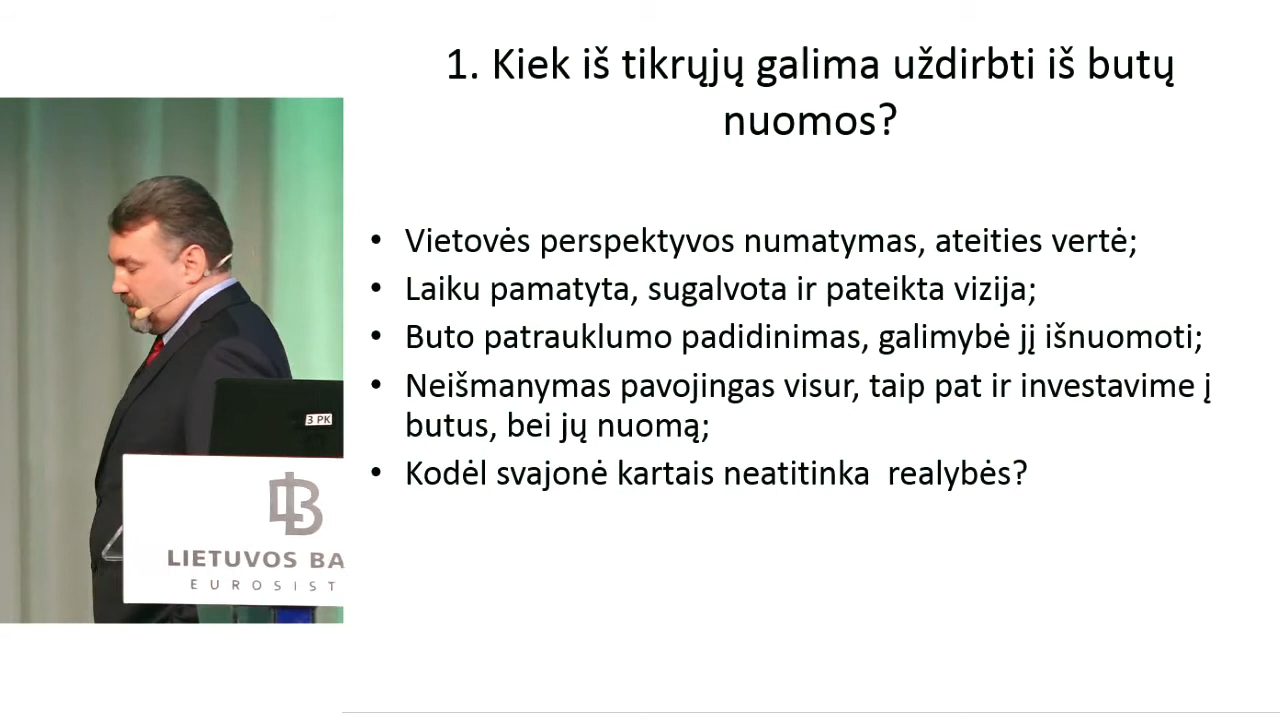 1. Kiek iš tikrųjų galima uždirbti iš butų
nuomos?
• Vietovės perspektyvos numatymas, ateities vertė;
• Laiku pamatyta, sugalvota ir pateikta vizija;
• Buto patrauklumo padidinimas, galimybė jį išnuomoti;
• Neišmanymas pavojingas visur, taip pat ir investavime į
butus, bei jų nuomą;
• Kodėl svajonė kartais neatitinka  realybės?
3 PK
LIETUVOS BA
EUROSIST